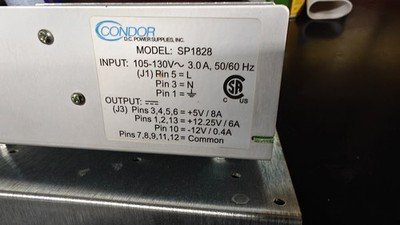 CONDOR
D.C. POWER SUPPLIES, INC.
MODEL: SP1828
INPUT: 105-130V~ 3.0 A, 50/60 Hz
(J1) Pin 5 = L
Pin 3 = N
Pin 1 = ⏚
OUTPUT: ⎓
(J3) Pins 3,4,5,6 = +5V / 8A
Pins 1,2,13 = +12.25V / 6A
Pin 10 = -12V / 0.4A
Pins 7,8,9,11,12 = Common
C US